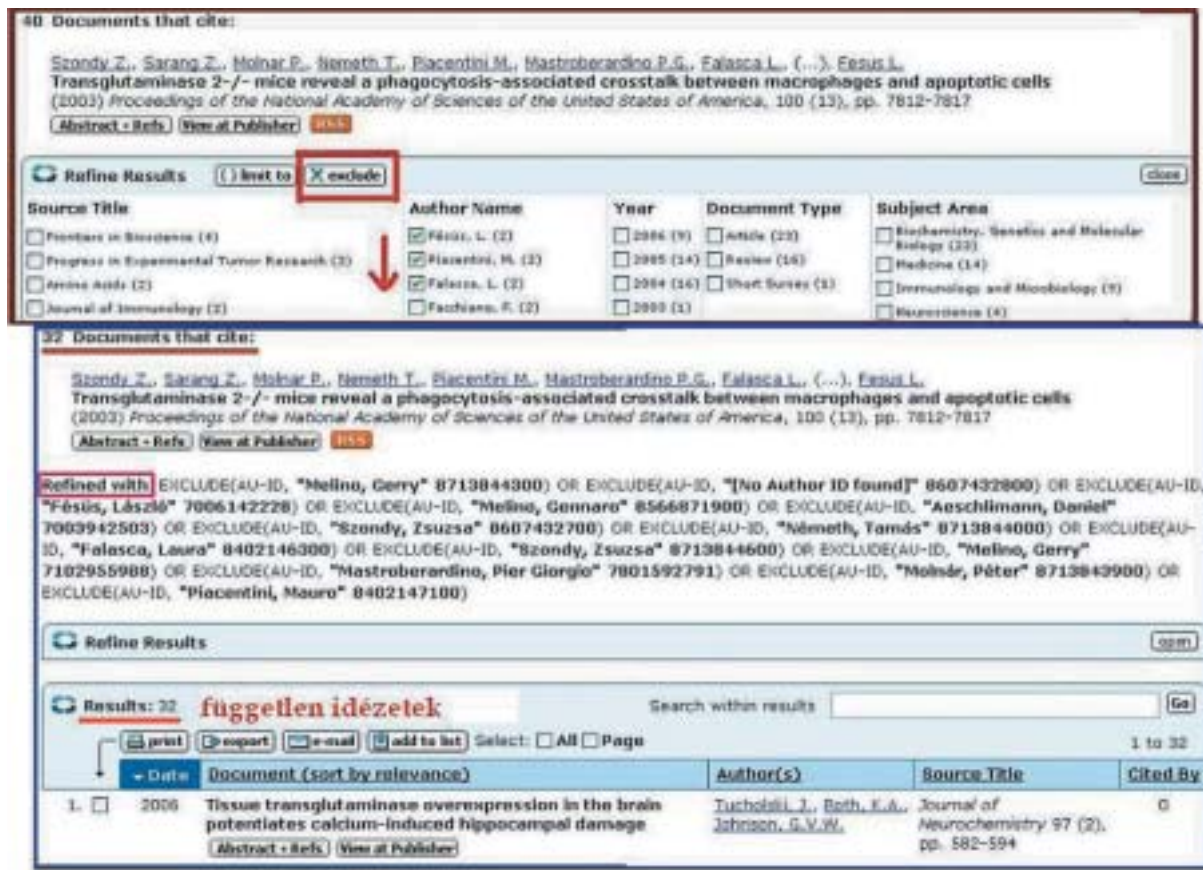 40 Documents that cite:
Szondy Z., Sarang Z., Molnar P., Nemeth T., Piacentini M., Mastroberardino P.G., Falasca L., (...), Fesus L.
Transglutaminase 2-/- mice reveal a phagocytosis-associated crosstalk between macrophages and apoptotic cells
(2003) Proceedings of the National Academy of Sciences of the United States of America, 100 (13), pp. 7812-7817
Abstract + Refs View at Publisher RSS
Refine Results ( ) limit to X exclude close
Source Title Author Name Year Document Type Subject Area
Frontiers in Bioscience (4) Fésüs, L. (2) 2006 (9) Article (23) Biochemistry, Genetics and Molecular
Biology (33)
Progress in Experimental Tumor Research (3) Piacentini, M. (2) 2005 (14) Review (16) Medicine (14)
Amino Acids (2) Falasca, L. (2) 2004 (16) Short Survey (1) Immunology and Microbiology (9)
Journal of Immunology (2) Facchiano, F. (2) 2003 (1) Neuroscience (4)
32 Documents that cite:
Szondy Z., Sarang Z., Molnar P., Nemeth T., Piacentini M., Mastroberardino P.G., Falasca L., (...), Fesus L.
Transglutaminase 2-/- mice reveal a phagocytosis-associated crosstalk between macrophages and apoptotic cells
(2003) Proceedings of the National Academy of Sciences of the United States of America, 100 (13), pp. 7812-7817
Abstract + Refs View at Publisher RSS
Refined with EXCLUDE(AU-ID, "Melino, Gerry" 8713844300) OR EXCLUDE(AU-ID, "[No Author ID found]" 8607432800) OR EXCLUDE(AU-ID,
"Fésüs, László" 7006142228) OR EXCLUDE(AU-ID, "Melino, Gennaro" 8566871900) OR EXCLUDE(AU-ID, "Aeschlimann, Daniel"
7003942503) OR EXCLUDE(AU-ID, "Szondy, Zsuzsa" 8607432700) OR EXCLUDE(AU-ID, "Németh, Tamás" 8713844000) OR EXCLUDE(AU-
ID, "Falasca, Laura" 8402146300) OR EXCLUDE(AU-ID, "Szondy, Zsuzsa" 8713844600) OR EXCLUDE(AU-ID, "Melino, Gerry"
7102955988) OR EXCLUDE(AU-ID, "Mastroberardino, Pier Giorgio" 7801592791) OR EXCLUDE(AU-ID, "Molnár, Péter" 8713843900) OR
EXCLUDE(AU-ID, "Piacentini, Mauro" 8402147100)
Refine Results open
Results: 32 független idézetek Search within results Go
print export e-mail add to list Select: All Page 1 to 32
Date Document (sort by relevance) Author(s) Source Title Cited By
1. 2006 Tissue transglutaminase overexpression in the brain Tucholski, J., Roth, K.A., Journal of 0
potentiates calcium-induced hippocampal damage Johnson, G.V.W. Neurochemistry 97 (2),
Abstract + Refs View at Publisher pp. 582-594